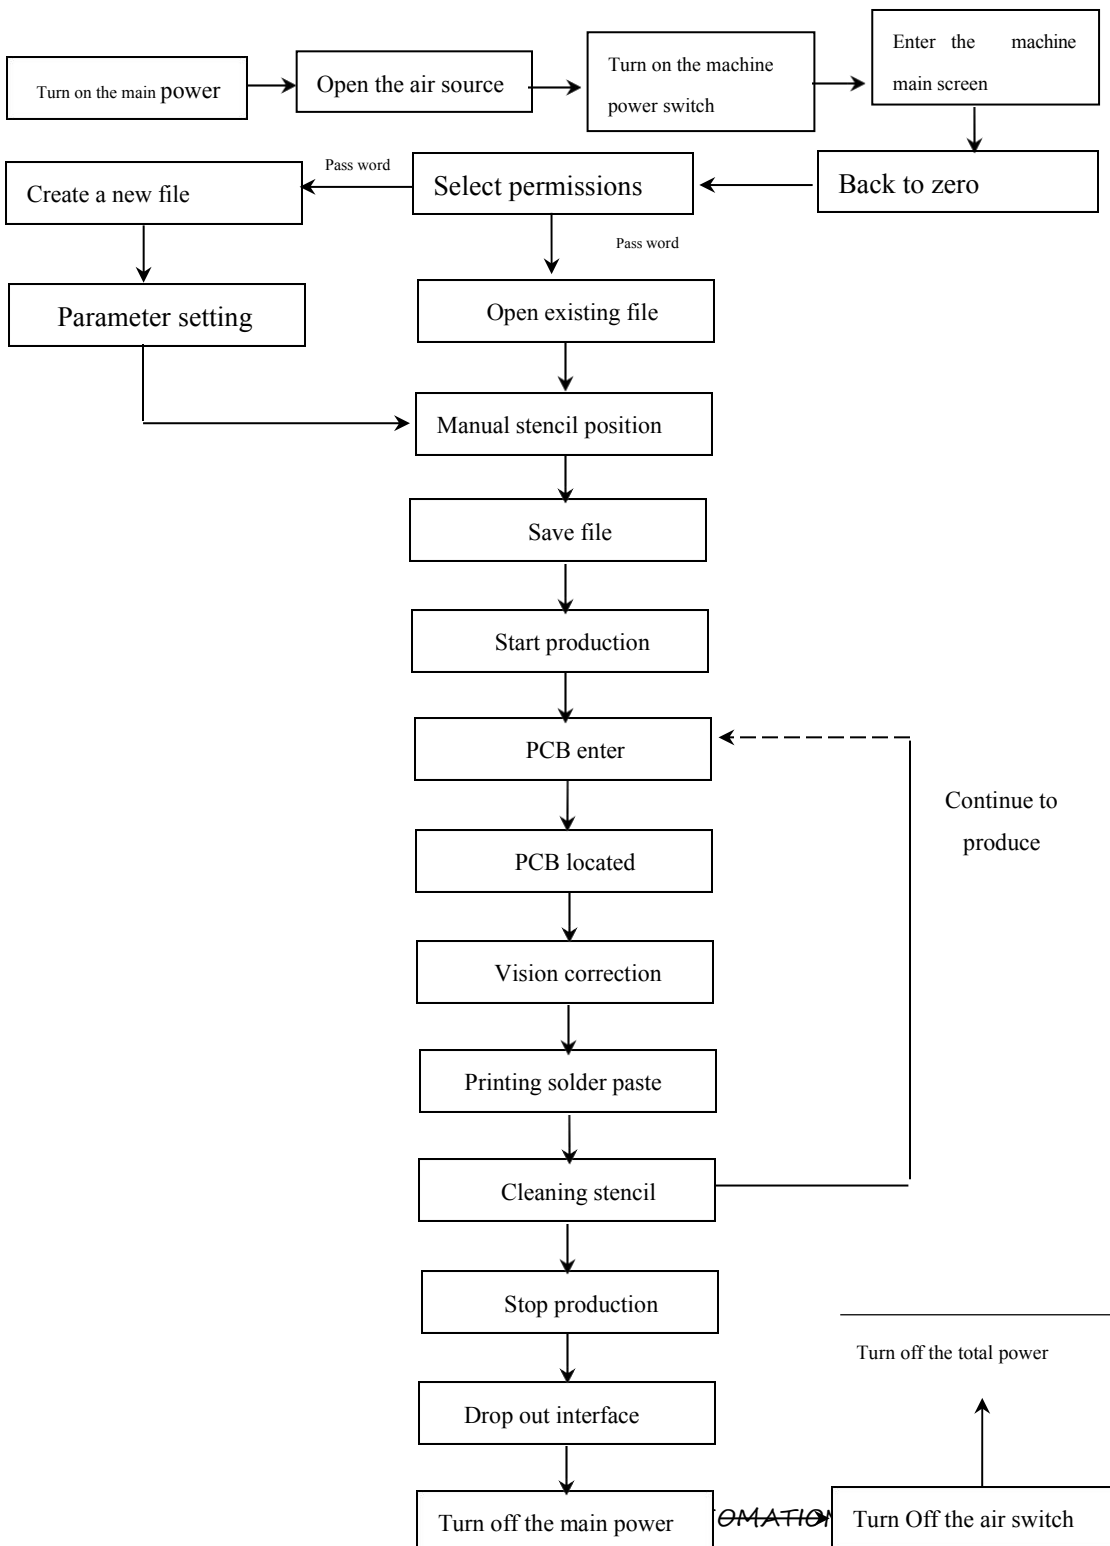 Turn on the main power
Open the air source
Turn on the machine
power switch
Enter the machine
main screen
Create a new file
Pass word
Select permissions
Back to zero
Pass word
Parameter setting
Open existing file
Manual stencil position
Save file
Start production
PCB enter
Continue to
produce
PCB located
Vision correction
Printing solder paste
Cleaning stencil
Stop production
Turn off the total power
Drop out interface
Turn off the main power
OMATION
Turn Off the air switch